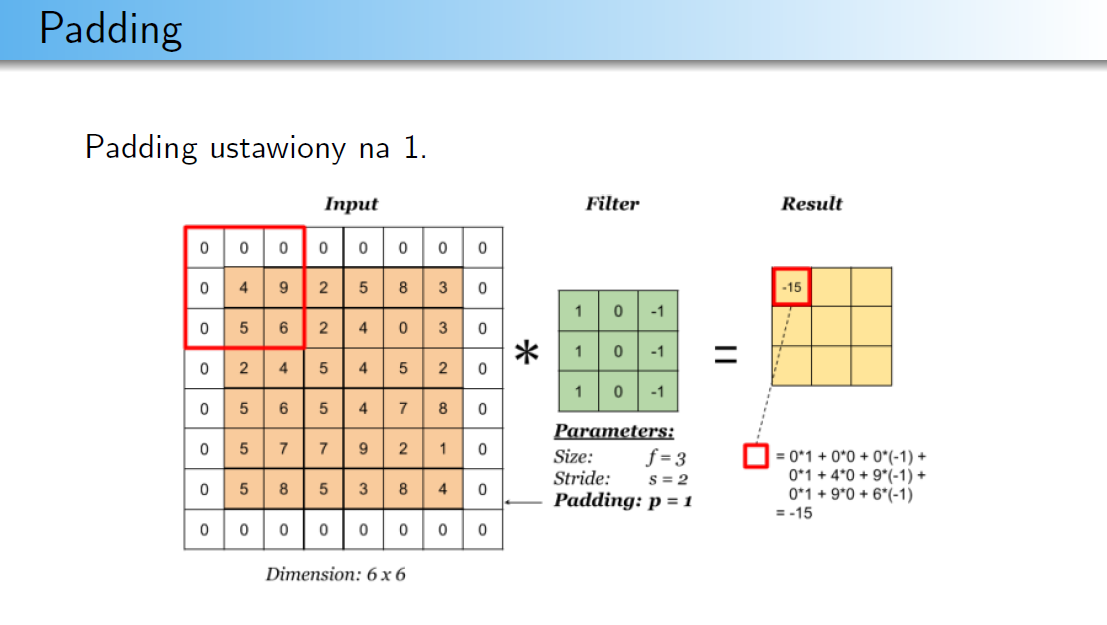 Padding
Padding ustawiony na 1.
Input
Filter
Result
0 0 0 0 0 0 0 0
0 4 9 2 5 8 3 0
0 5 6 2 4 0 3 0
0 2 4 5 4 5 2 0
0 5 6 5 4 7 8 0
0 5 7 7 9 2 1 0
0 5 8 5 3 8 4 0
0 0 0 0 0 0 0 0
Dimension: 6 x 6
*
1 0 -1
1 0 -1
1 0 -1
Parameters:
Size: f = 3
Stride: s = 2
Padding: p = 1
=
-15
= 0*1 + 0*0 + 0*(-1) +
0*1 + 4*0 + 9*(-1) +
0*1 + 9*0 + 6*(-1)
= -15